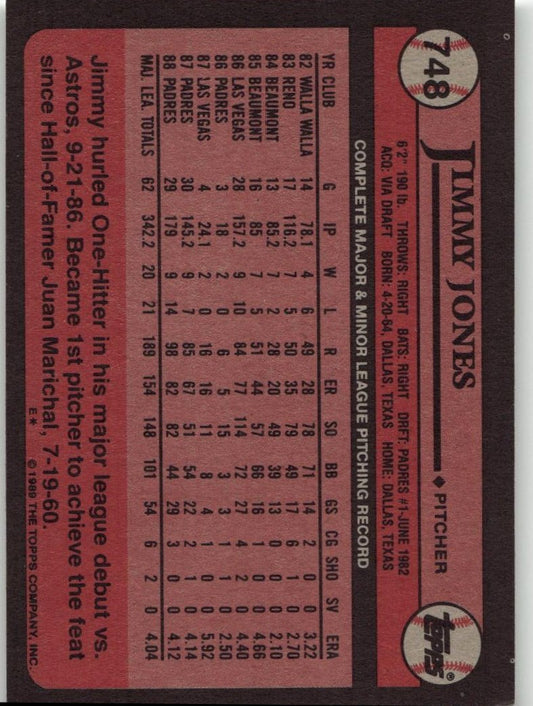 748
JIMMY JONES ♦ PITCHER
TOPPS
6'2" 190 lb. THROWS: RIGHT BATS: RIGHT DRFT: PADRES #1-JUNE 1982
ACQ: VIA DRAFT BORN: 4-20-64, DALLAS, TEXAS HOME: DALLAS, TEXAS
COMPLETE MAJOR & MINOR LEAGUE PITCHING RECORD
YR CLUB G IP W L R ER SO BB GS CG SHO SV ERA
82 WALLA WALLA 14 78.1 4 6 49 28 78 71 14 2 0 0 3.22
83 RENO 17 116.2 7 5 50 35 79 49 17 6 1 0 2.70
84 BEAUMONT 13 85.2 7 2 28 20 49 39 13 0 0 0 2.10
85 BEAUMONT 16 85 7 5 51 44 57 66 16 1 0 0 4.66
86 LAS VEGAS 28 157.2 9 10 84 77 114 72 27 4 2 0 4.40
86 PADRES 3 18 2 0 6 5 15 3 3 1 1 0 2.50
87 LAS VEGAS 4 24.1 2 0 16 16 11 8 4 1 0 0 5.92
87 PADRES 30 145.2 9 7 85 67 51 54 22 2 1 0 4.14
88 PADRES 29 179 9 14 98 82 82 44 29 3 0 0 4.12
MAJ. LEA. TOTALS 62 342.2 20 21 189 154 148 101 54 6 2 0 4.04
Jimmy hurled One-Hitter in his major league debut vs.
Astros, 9-21-86. Became 1st pitcher to achieve the feat
since Hall-of-Famer Juan Marichal, 7-19-60.
E* © 1989 THE TOPPS COMPANY, INC.